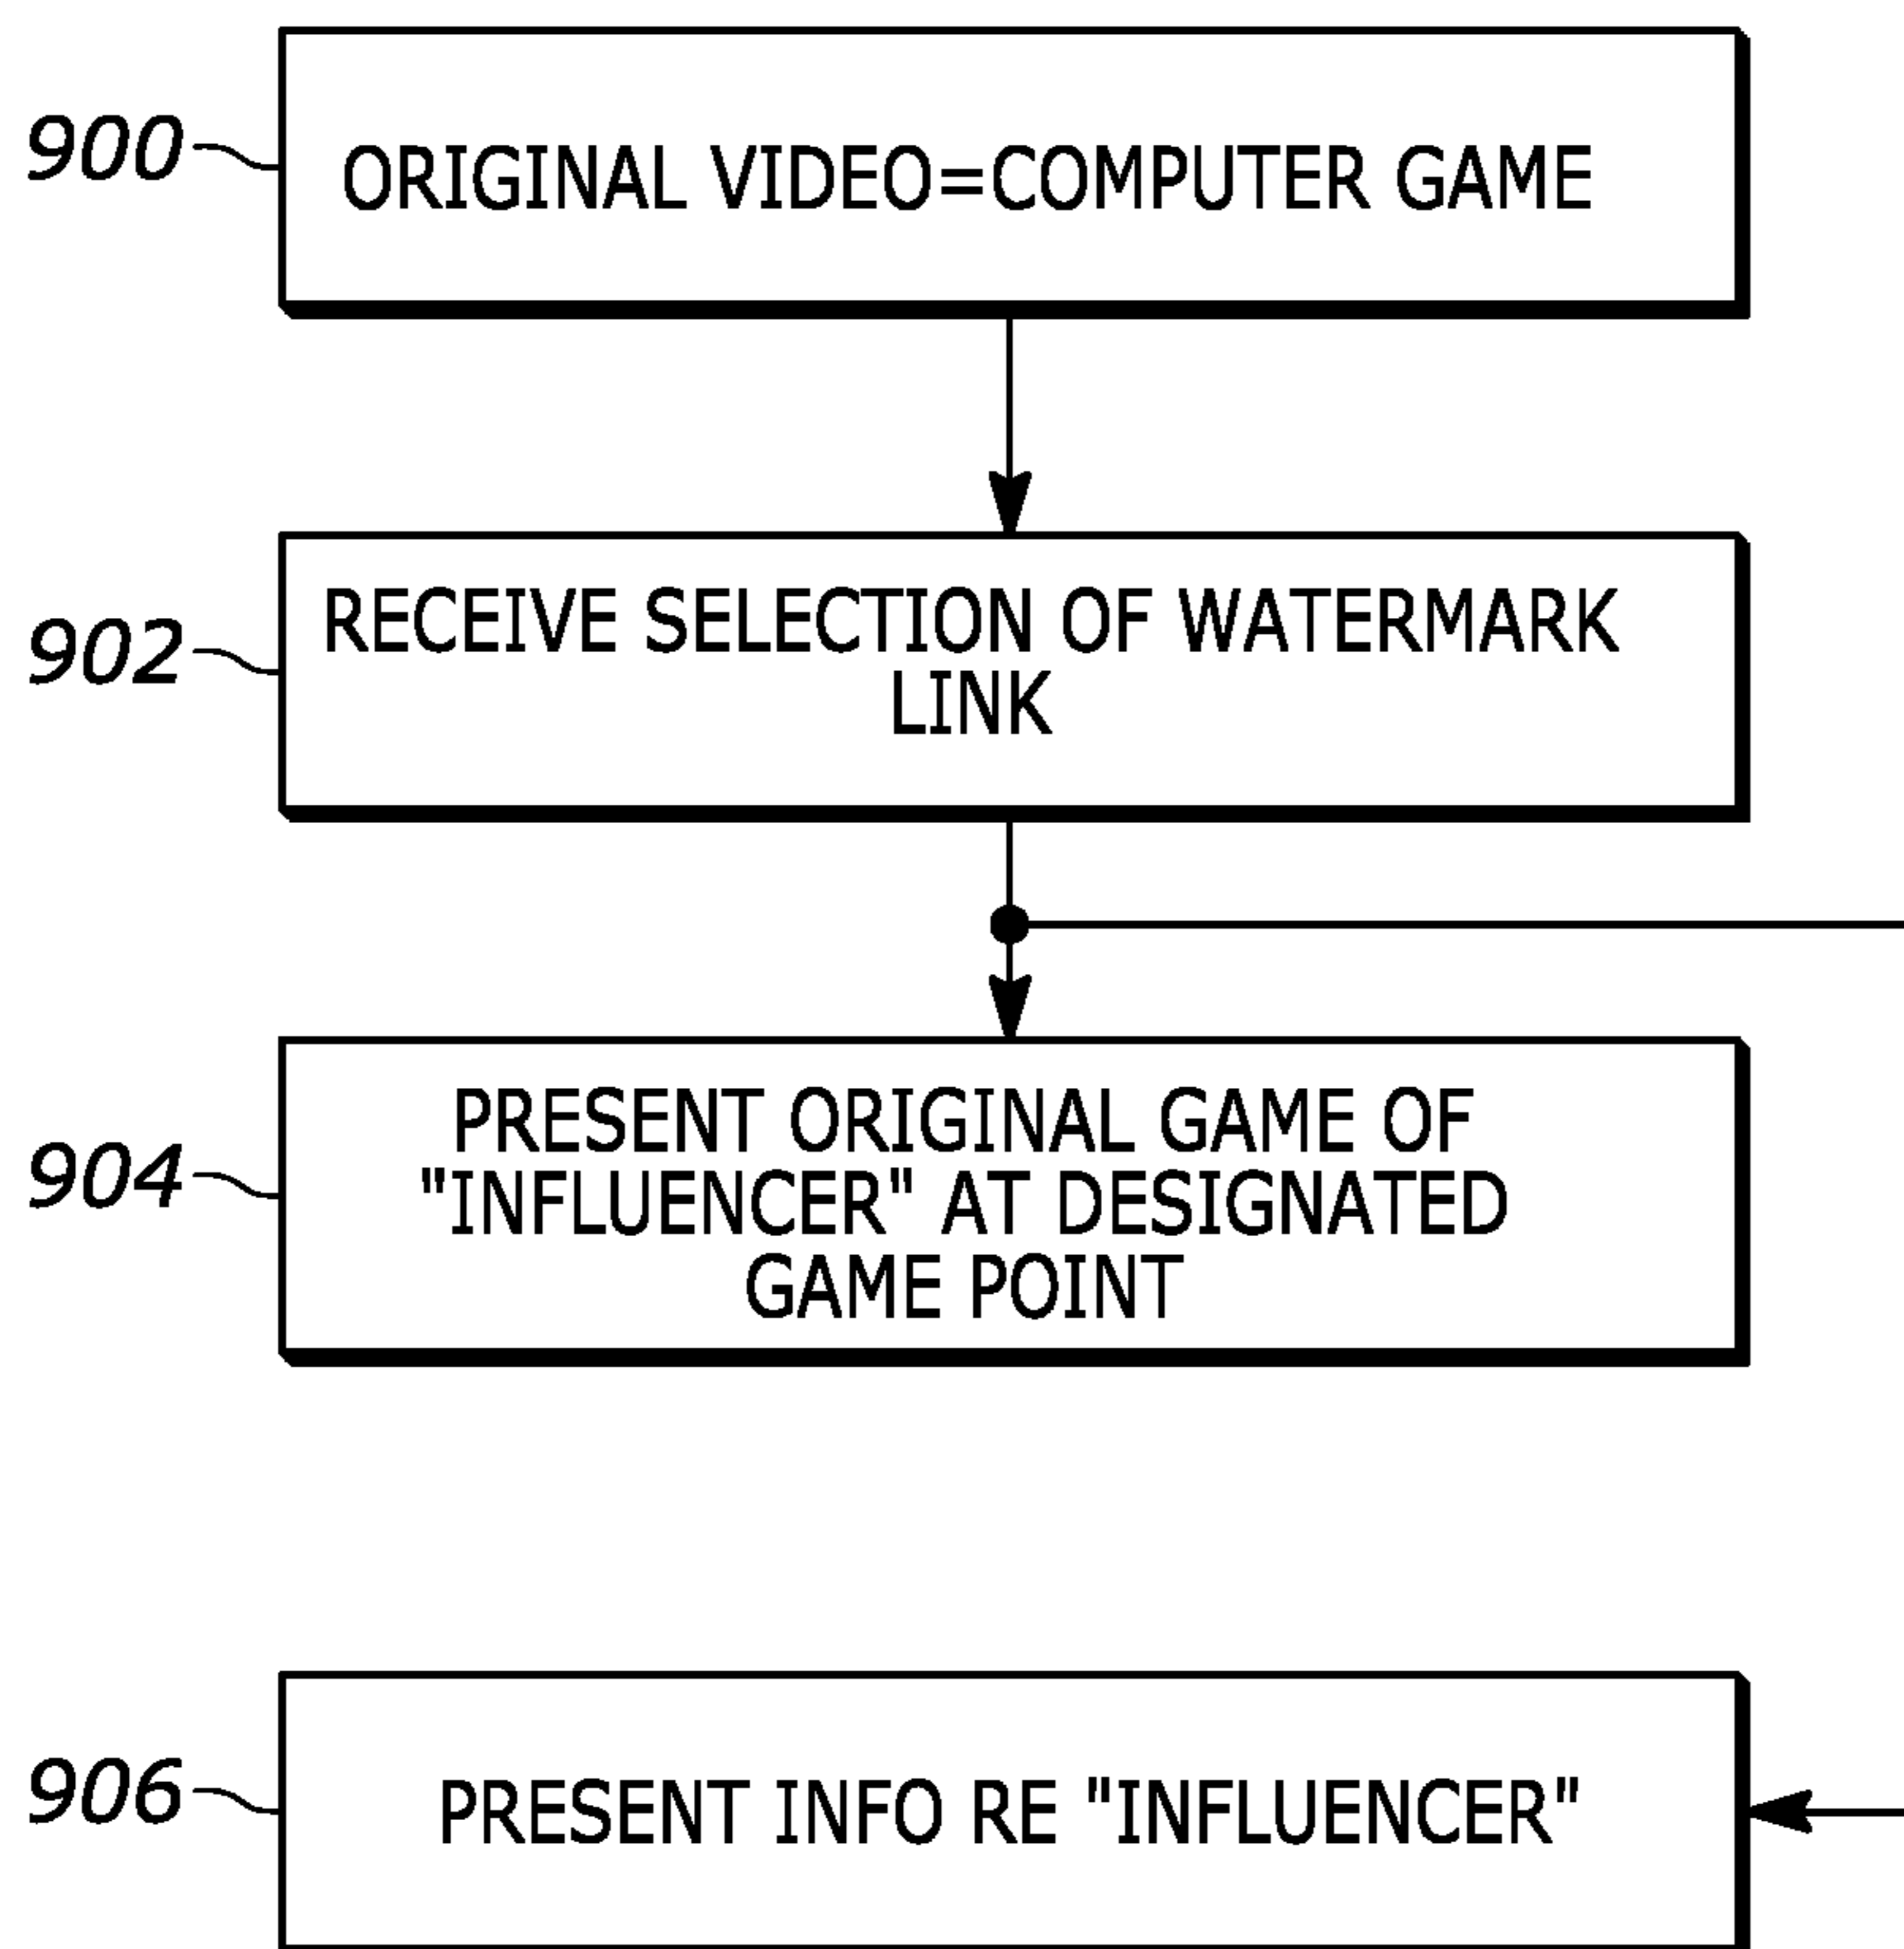 900
ORIGINAL VIDEO=COMPUTER GAME
902
RECEIVE SELECTION OF WATERMARK
LINK
904
PRESENT ORIGINAL GAME OF
"INFLUENCER" AT DESIGNATED
GAME POINT
906
PRESENT INFO RE "INFLUENCER"